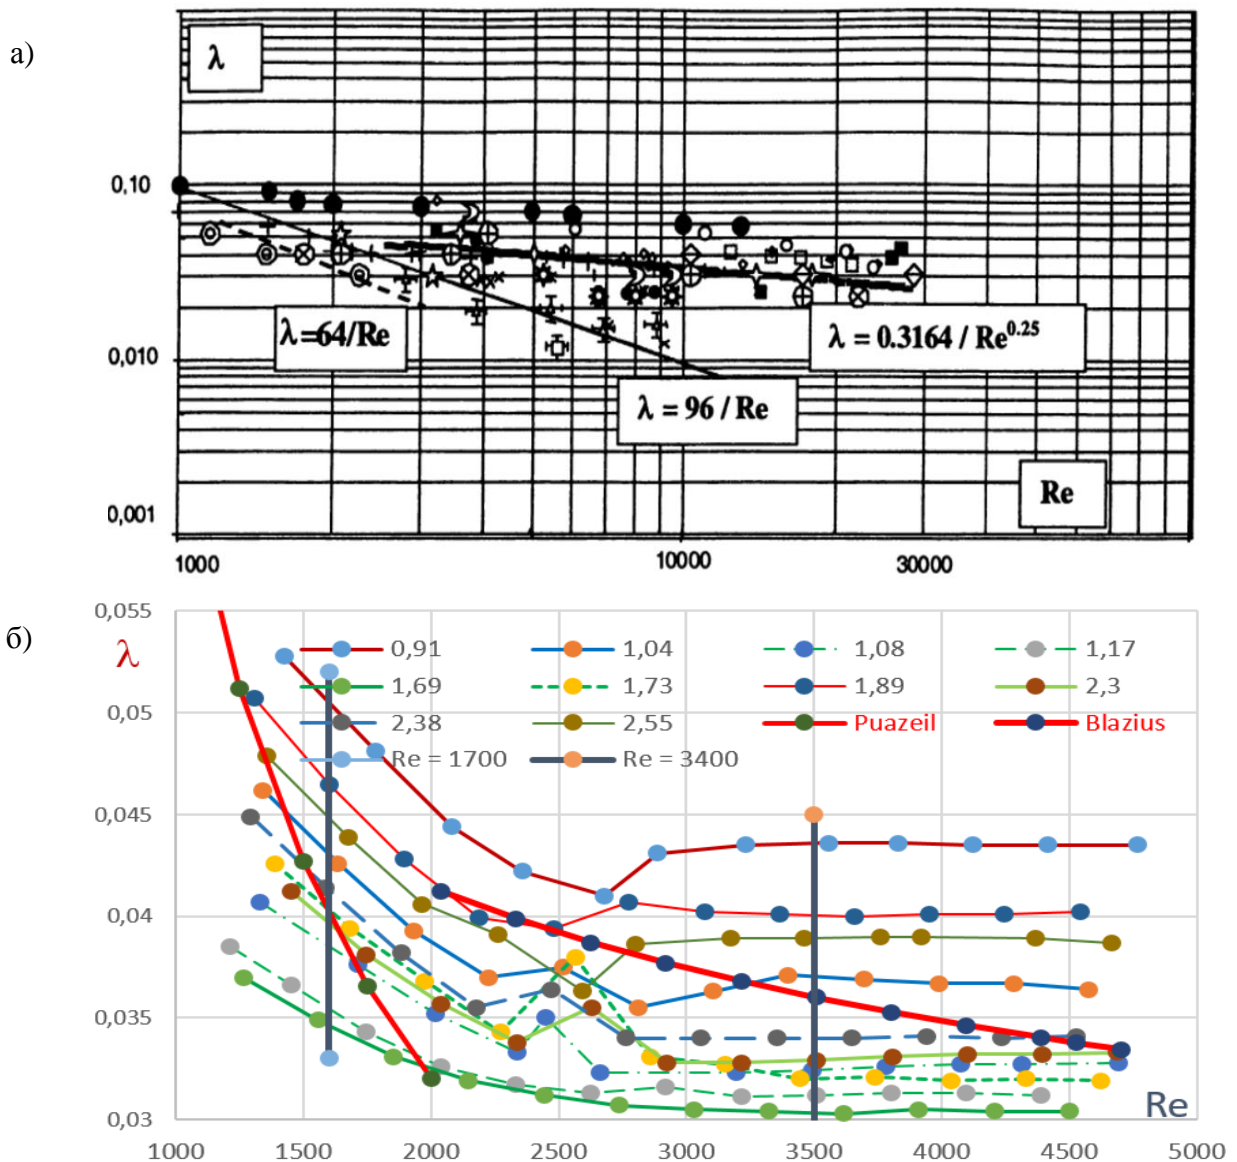 а)
λ
0,10
λ=64/Re
λ = 0.3164 / Re^0.25
0,010
λ = 96 / Re
Re
0,001
1000 10000 30000
б)
0,055
λ
0,91 1,04 1,08 1,17
1,69 1,73 1,89 2,3
0,05
2,38 2,55 Puazeil Blazius
Re = 1700 Re = 3400
0,045
0,04
0,035
0,03
Re
1000 1500 2000 2500 3000 3500 4000 4500 5000